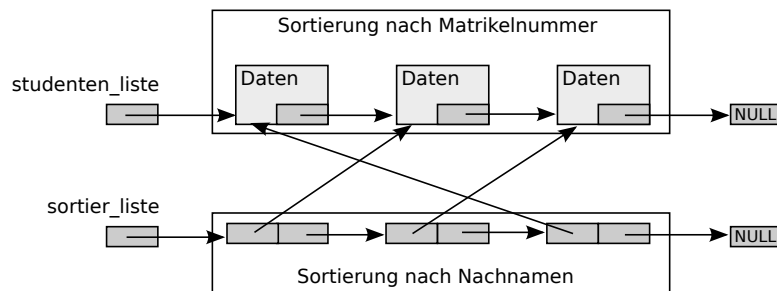 Sortierung nach Matrikelnummer
studenten_liste
Daten
Daten
Daten
NULL
sortier_liste
NULL
Sortierung nach Nachnamen